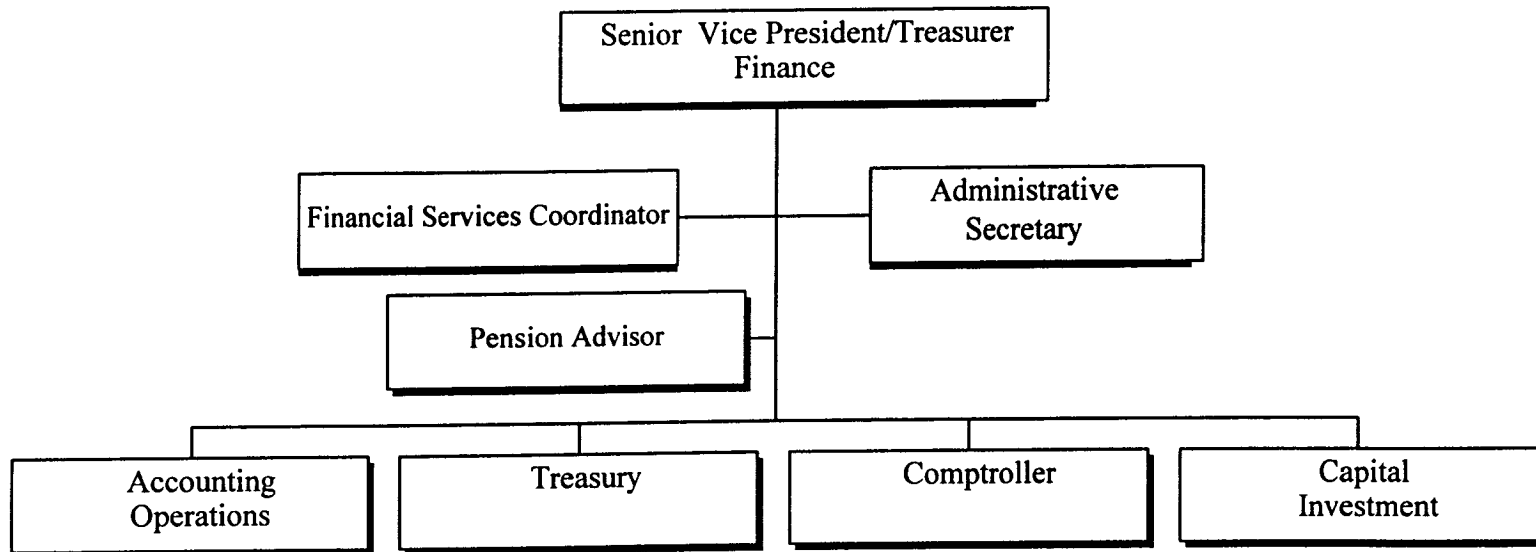 Senior Vice President/Treasurer
Finance
Financial Services Coordinator
Administrative
Secretary
Pension Advisor
Accounting
Operations
Treasury
Comptroller
Capital
Investment